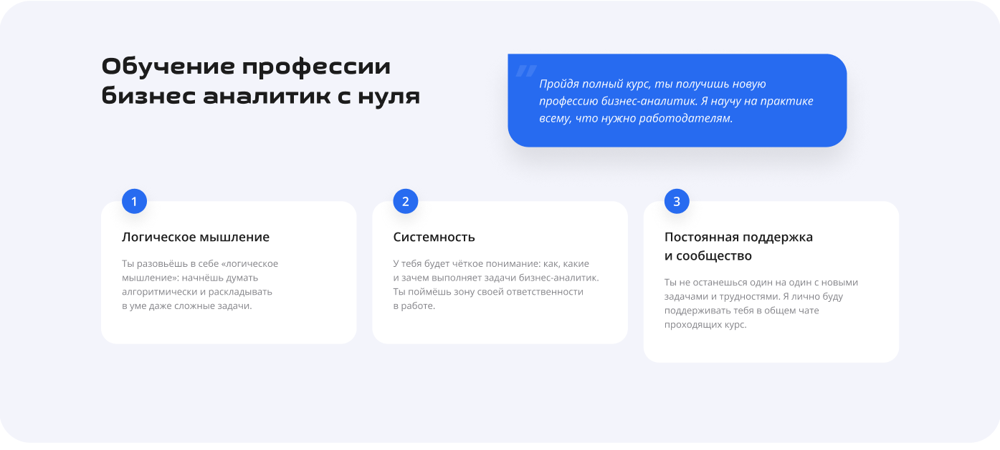 Обучение профессии
бизнес аналитик с нуля
"
Пройдя полный курс, ты получишь новую
профессию бизнес-аналитик. Я научу на практике
всему, что нужно работодателям.
1
Логическое мышление
Ты разовьёшь в себе «логическое
мышление»: начнёшь думать
алгоритмически и раскладывать
в уме даже сложные задачи.
2
Системность
У тебя будет чёткое понимание: как, какие
и зачем выполняет задачи бизнес-аналитик.
Ты поймёшь зону своей ответственности
в работе.
3
Постоянная поддержка
и сообщество
Ты не останешься один на один с новыми
задачами и трудностями. Я лично буду
поддерживать тебя в общем чате
проходящих курс.